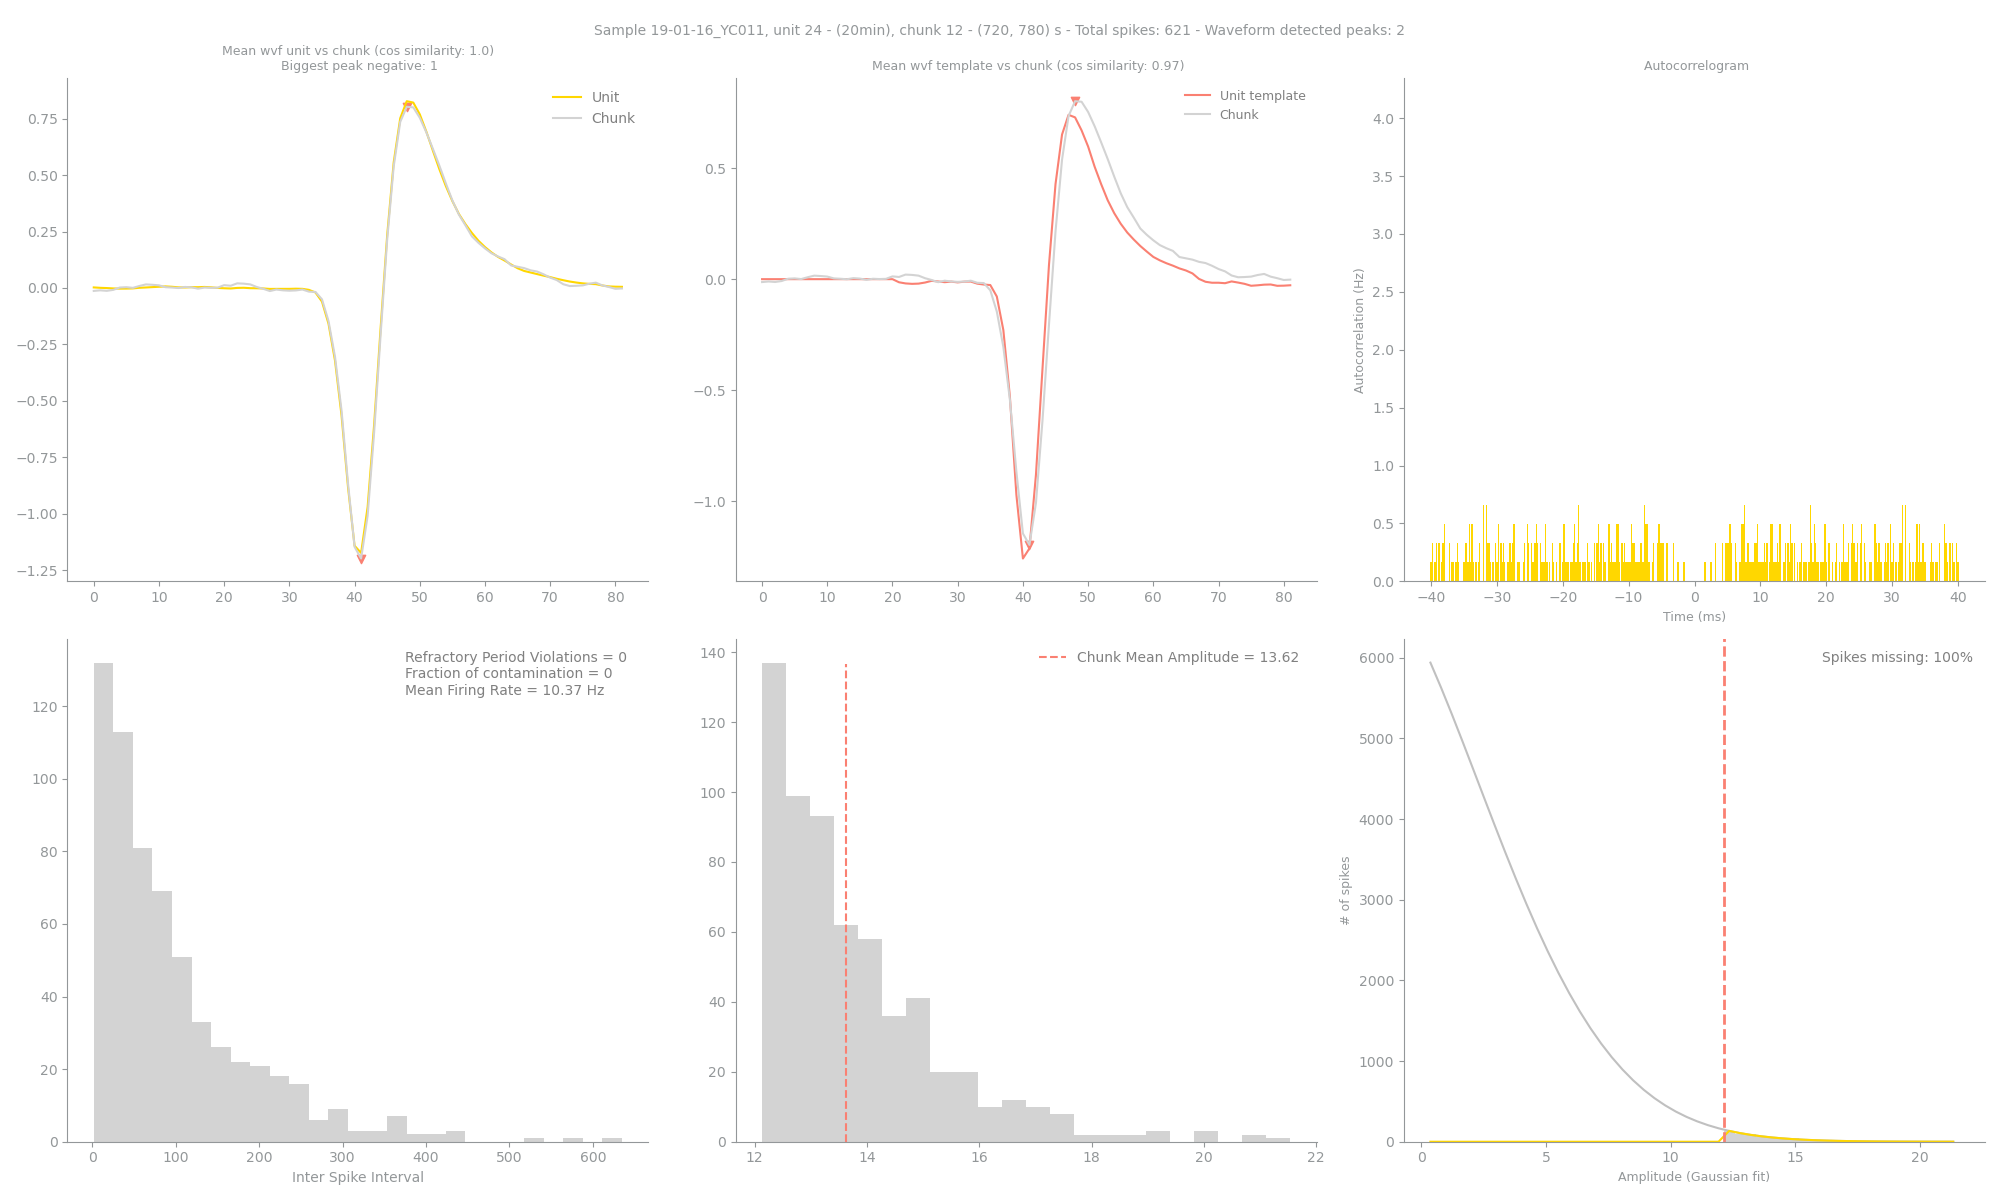 Sample 19-01-16_YC011, unit 24 - (20min), chunk 12 - (720, 780) s - Total spikes: 621 - Waveform detected peaks: 2
Mean wvf unit vs chunk (cos similarity: 1.0)
Biggest peak negative: 1
Unit
Chunk
0.75
0.50
0.25
0.00
−0.25
−0.50
−0.75
−1.00
−1.25
0 10 20 30 40 50 60 70 80
Mean wvf template vs chunk (cos similarity: 0.97)
Unit template
Chunk
0.5
0.0
−0.5
−1.0
0 10 20 30 40 50 60 70 80
Autocorrelogram
Autocorrelation (Hz)
4.0
3.5
3.0
2.5
2.0
1.5
1.0
0.5
0.0
−40 −30 −20 −10 0 10 20 30 40
Time (ms)
Refractory Period Violations = 0
Fraction of contamination = 0
Mean Firing Rate = 10.37 Hz
120
100
80
60
40
20
0
0 100 200 300 400 500 600
Inter Spike Interval
Chunk Mean Amplitude = 13.62
140
120
100
80
60
40
20
0
12 14 16 18 20 22
Spikes missing: 100%
# of spikes
6000
5000
4000
3000
2000
1000
0
0 5 10 15 20
Amplitude (Gaussian fit)